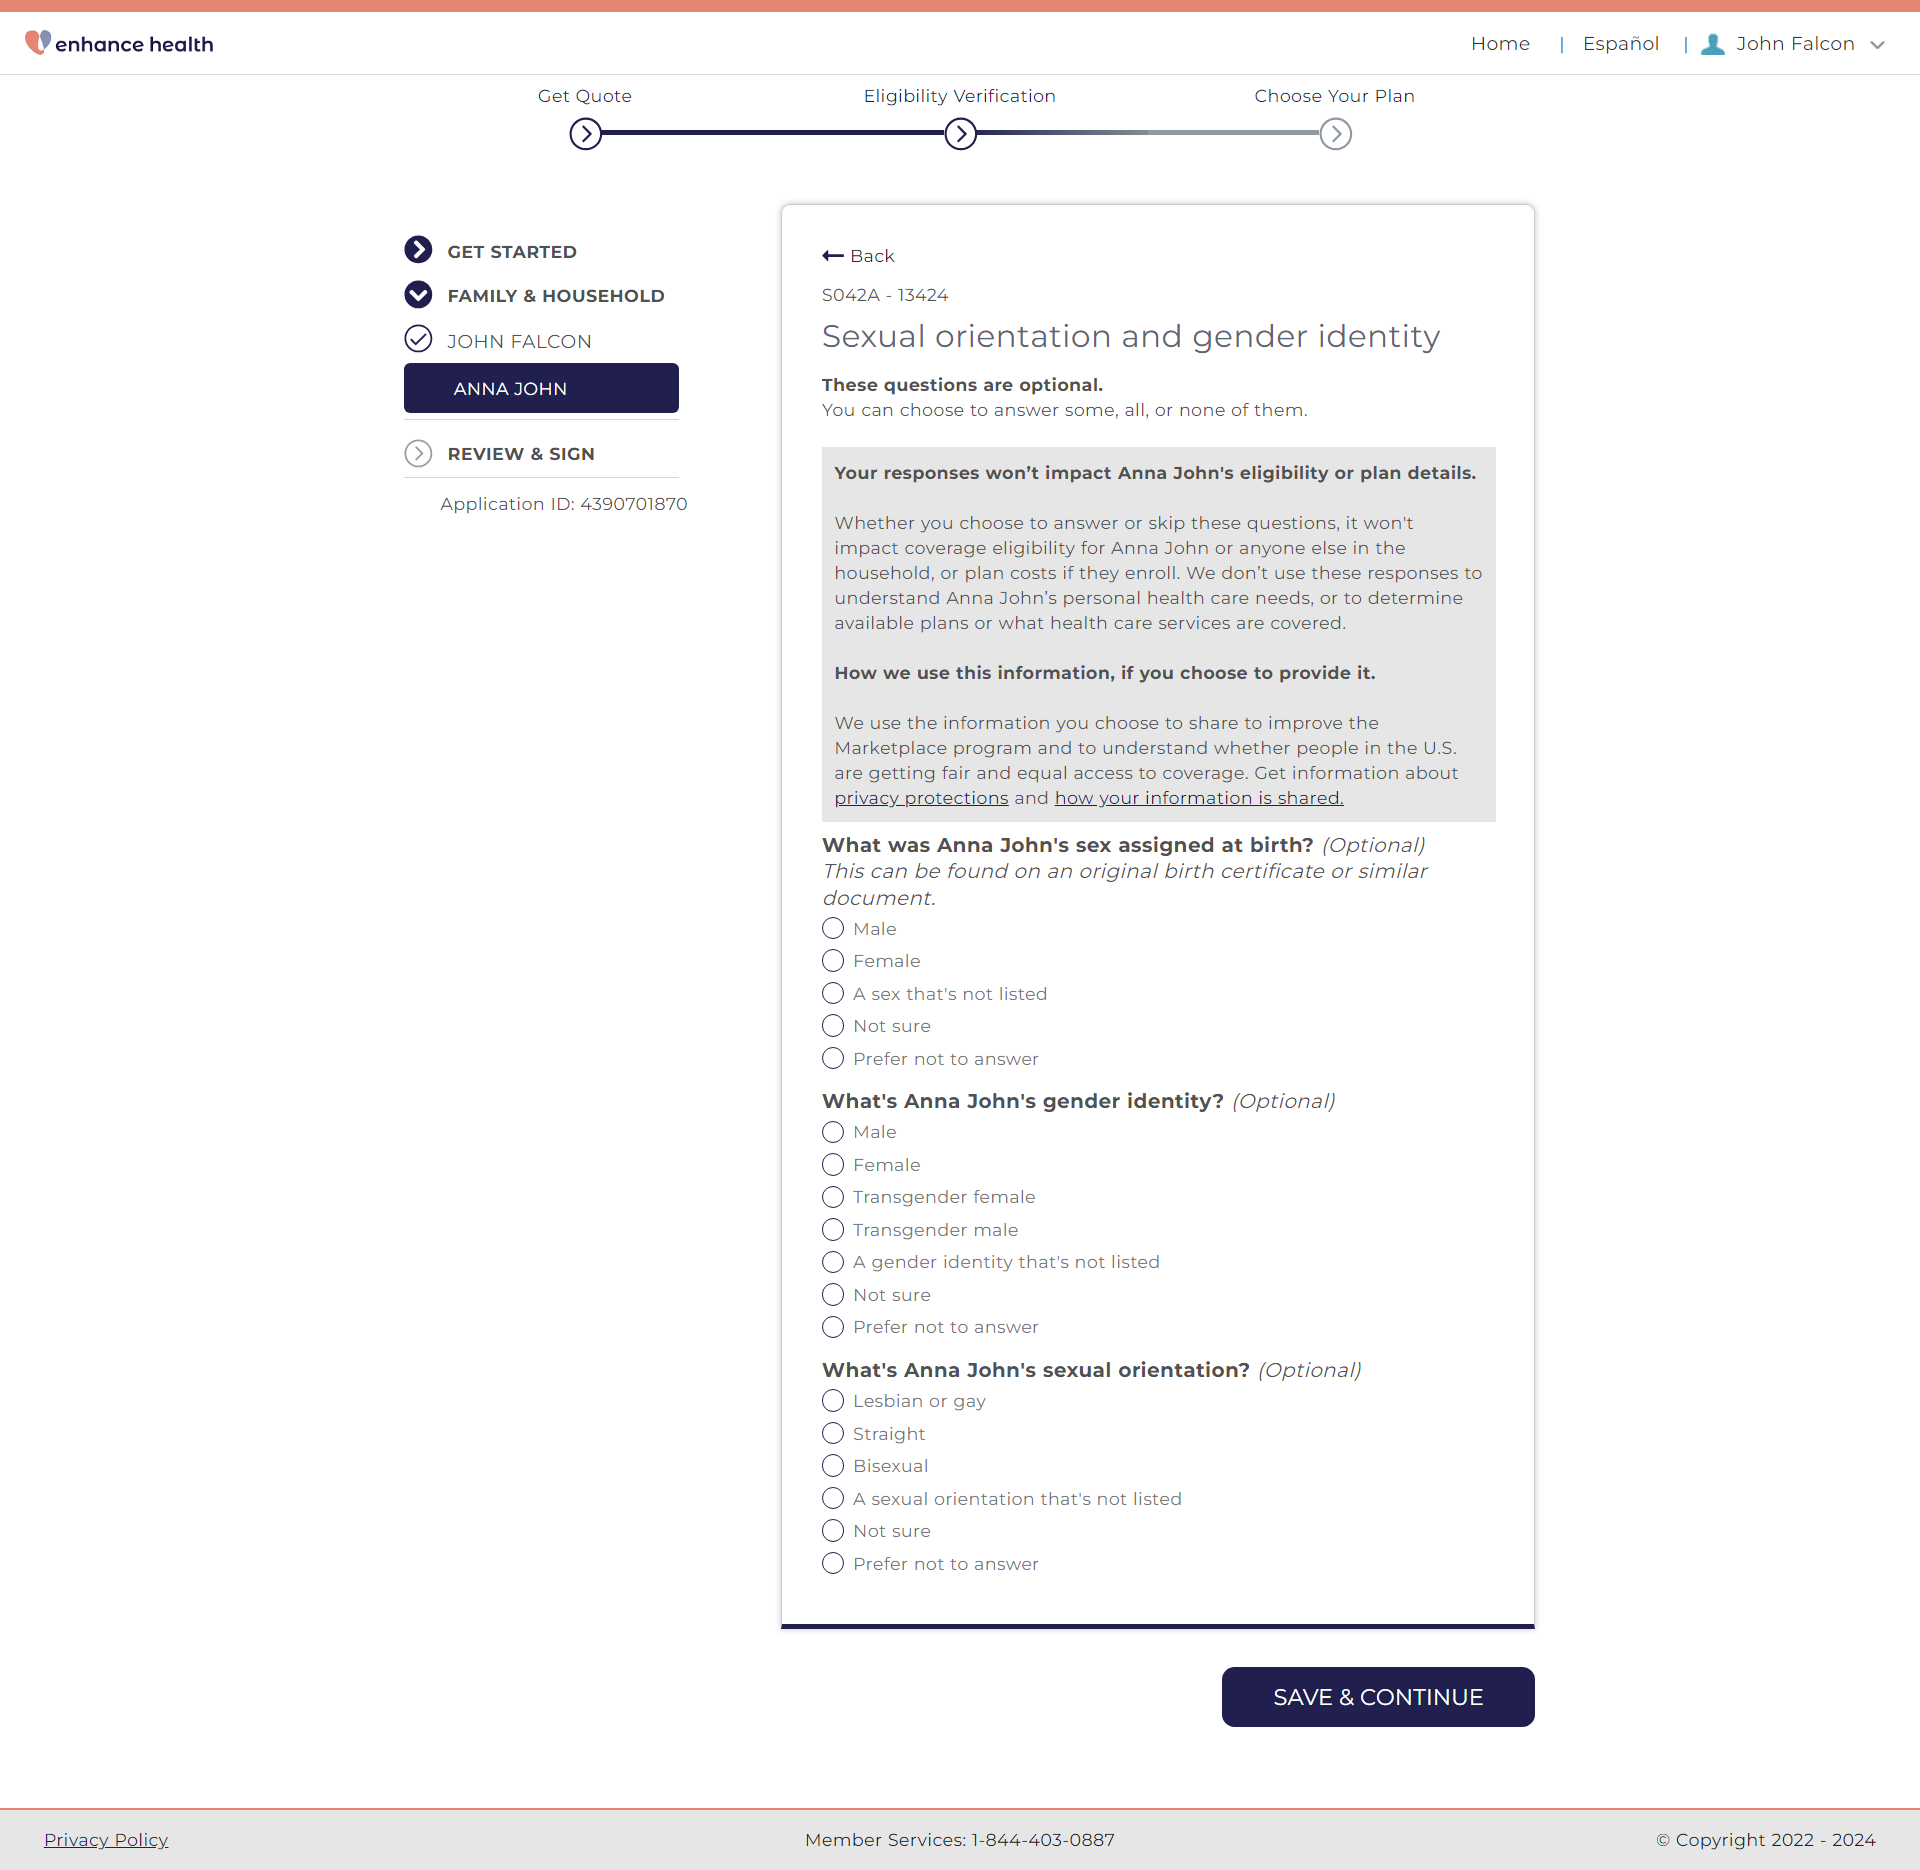 enhance health
Home | Español | John Falcon
Get Quote Eligibility Verification Choose Your Plan
GET STARTED
FAMILY & HOUSEHOLD
JOHN FALCON
ANNA JOHN
REVIEW & SIGN
Application ID: 4390701870
Back
S042A - 13424
Sexual orientation and gender identity
These questions are optional.
You can choose to answer some, all, or none of them.
Your responses won’t impact Anna John's eligibility or plan details.
Whether you choose to answer or skip these questions, it won't
impact coverage eligibility for Anna John or anyone else in the
household, or plan costs if they enroll. We don’t use these responses to
understand Anna John’s personal health care needs, or to determine
available plans or what health care services are covered.
How we use this information, if you choose to provide it.
We use the information you choose to share to improve the
Marketplace program and to understand whether people in the U.S.
are getting fair and equal access to coverage. Get information about
privacy protections and how your information is shared.
What was Anna John's sex assigned at birth? (Optional)
This can be found on an original birth certificate or similar
document.
Male
Female
A sex that's not listed
Not sure
Prefer not to answer
What's Anna John's gender identity? (Optional)
Male
Female
Transgender female
Transgender male
A gender identity that's not listed
Not sure
Prefer not to answer
What's Anna John's sexual orientation? (Optional)
Lesbian or gay
Straight
Bisexual
A sexual orientation that's not listed
Not sure
Prefer not to answer
SAVE & CONTINUE
Privacy Policy Member Services: 1-844-403-0887 © Copyright 2022 - 2024